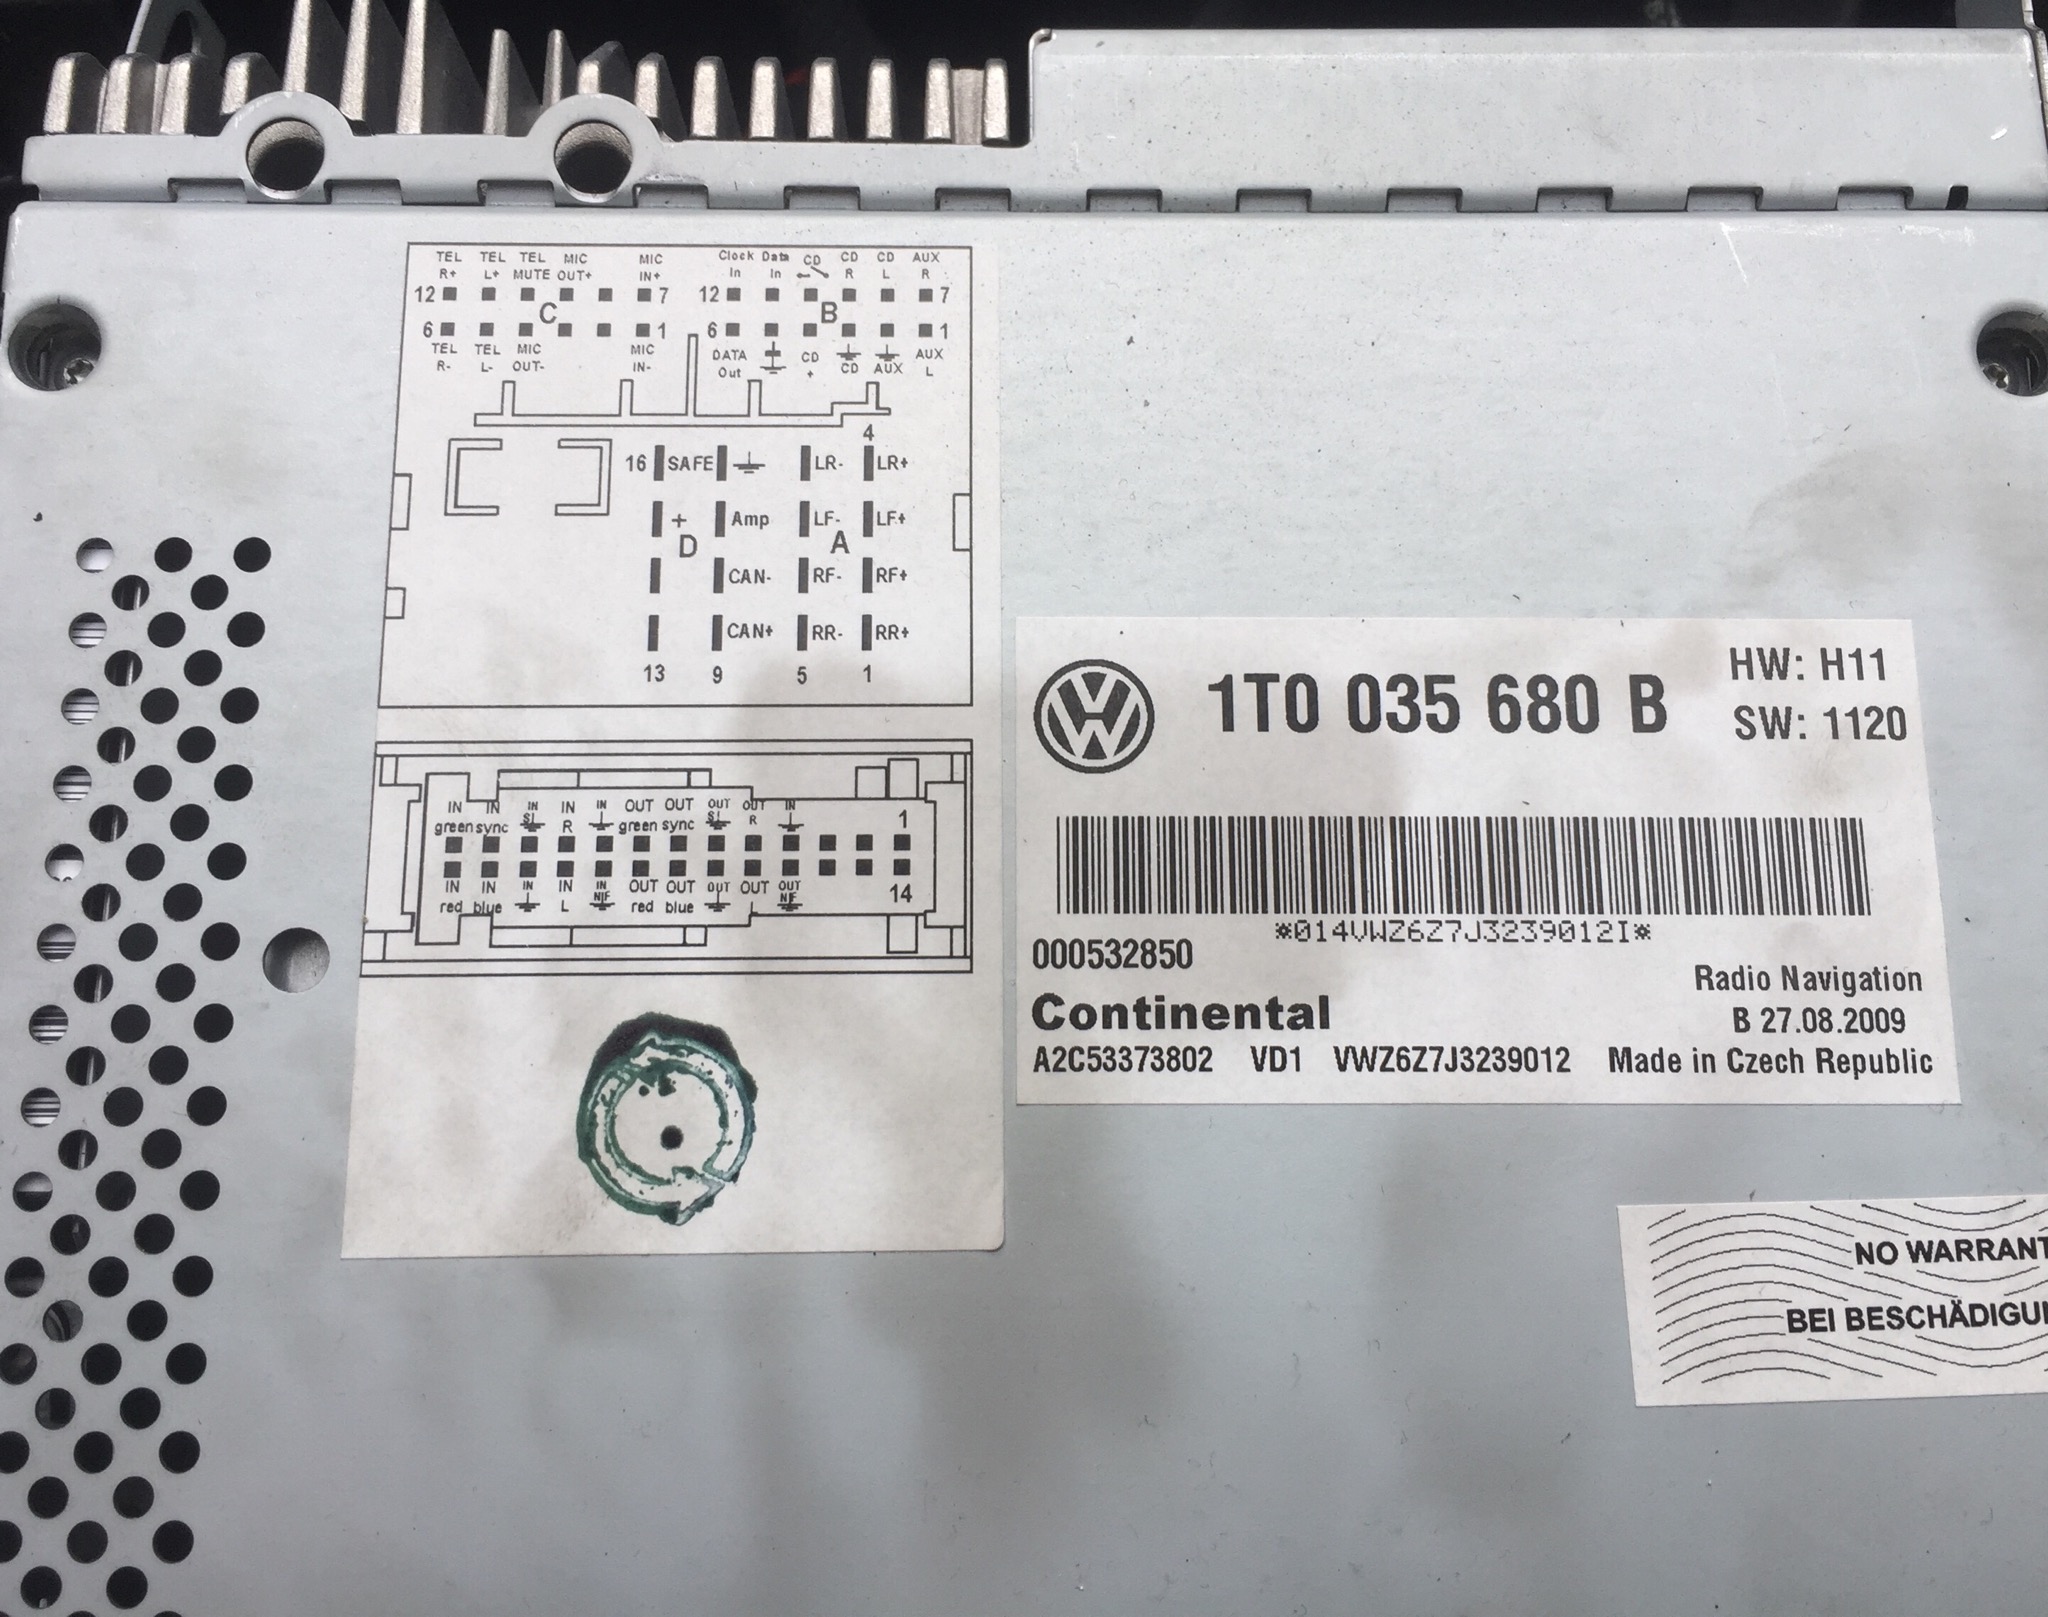 TEL TEL TEL MIC MIC
R+ L+ MUTE OUT+ IN+
12 7
C
6 1
TEL TEL MIC MIC
R- L- OUT- IN-
Clock Data CD CD CD AUX
In In R L R
12 7
B
6 1
DATA CD AUX
Out + CD AUX L
4
16 SAFE LR- LR+
+ Amp LF- LF+
D A
CAN- RF- RF+
CAN+ RR- RR+
13 9 5 1
IN IN IN IN IN OUT OUT OUT OUT IN
green sync R green sync R
1
14
IN IN IN IN IN OUT OUT OUT OUT OUT
red blue L NF red blue NF
1T0 035 680 B
HW: H11
SW: 1120
*014VWZ6Z7J3239012I*
000532850
Radio Navigation
Continental
B 27.08.2009
A2C53373802 VD1 VWZ6Z7J3239012 Made in Czech Republic
NO WARRANT
BEI BESCHÄDIGU